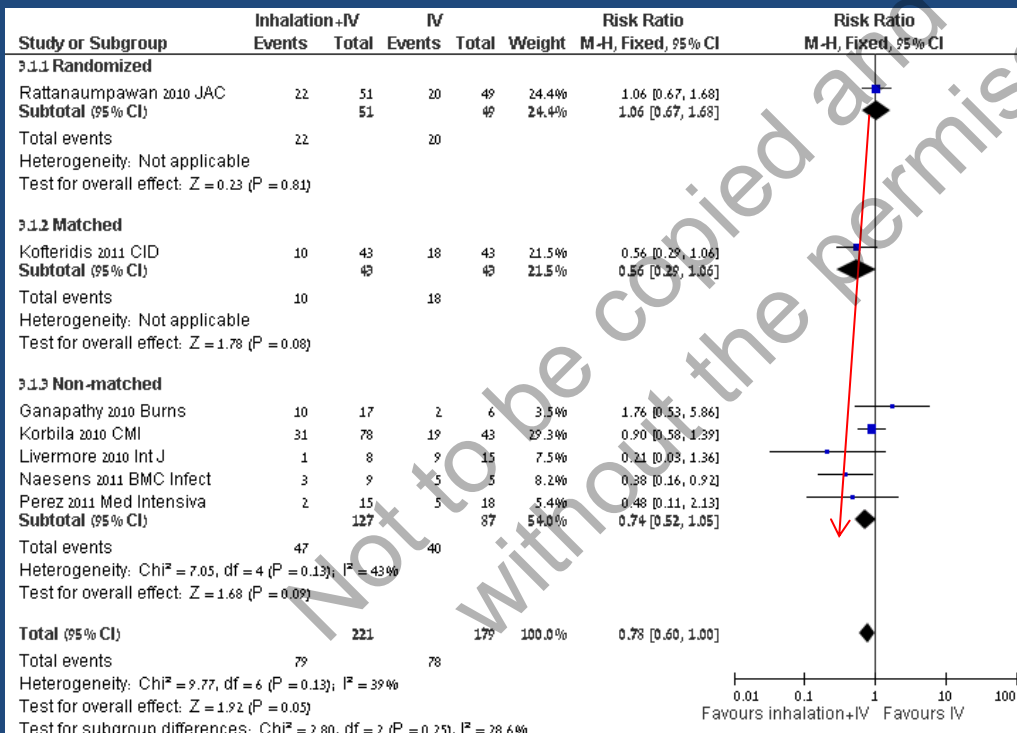 Inhalation+IV IV Risk Ratio Risk Ratio
Study or Subgroup Events Total Events Total Weight M-H, Fixed, 95% CI M-H, Fixed, 95% CI
3.1.1 Randomized
Rattanaumpawan 2010 JAC 22 51 20 49 24.4% 1.06 [0.67, 1.68]
Subtotal (95% CI) 51 49 24.4% 1.06 [0.67, 1.68]
Total events 22 20
Heterogeneity: Not applicable
Test for overall effect: Z = 0.23 (P = 0.81)
3.1.2 Matched
Kofteridis 2011 CID 10 43 18 43 21.5% 0.56 [0.29, 1.06]
Subtotal (95% CI) 43 43 21.5% 0.56 [0.29, 1.06]
Total events 10 18
Heterogeneity: Not applicable
Test for overall effect: Z = 1.78 (P = 0.08)
3.1.3 Non-matched
Ganapathy 2010 Burns 10 17 2 6 3.5% 1.76 [0.53, 5.86]
Korbila 2010 CMI 31 78 19 43 29.3% 0.90 [0.58, 1.39]
Livermore 2010 Int J 1 8 9 15 7.5% 0.21 [0.03, 1.36]
Naesens 2011 BMC Infect 3 9 5 5 8.2% 0.38 [0.16, 0.92]
Perez 2011 Med Intensiva 2 15 5 18 5.4% 0.48 [0.11, 2.13]
Subtotal (95% CI) 127 87 54.0% 0.74 [0.52, 1.05]
Total events 47 40
Heterogeneity: Chi² = 7.05, df = 4 (P = 0.13); I² = 43%
Test for overall effect: Z = 1.68 (P = 0.09)
Total (95% CI) 221 179 100.0% 0.78 [0.60, 1.00]
Total events 79 78
Heterogeneity: Chi² = 9.77, df = 6 (P = 0.13); I² = 39%
Test for overall effect: Z = 1.92 (P = 0.05)
Test for subgroup differences: Chi² = 2.80, df = 2 (P = 0.25), I² = 28.6%
0.01 0.1 1 10 100
Favours inhalation+IV Favours IV
Not to be copied and
without the permis